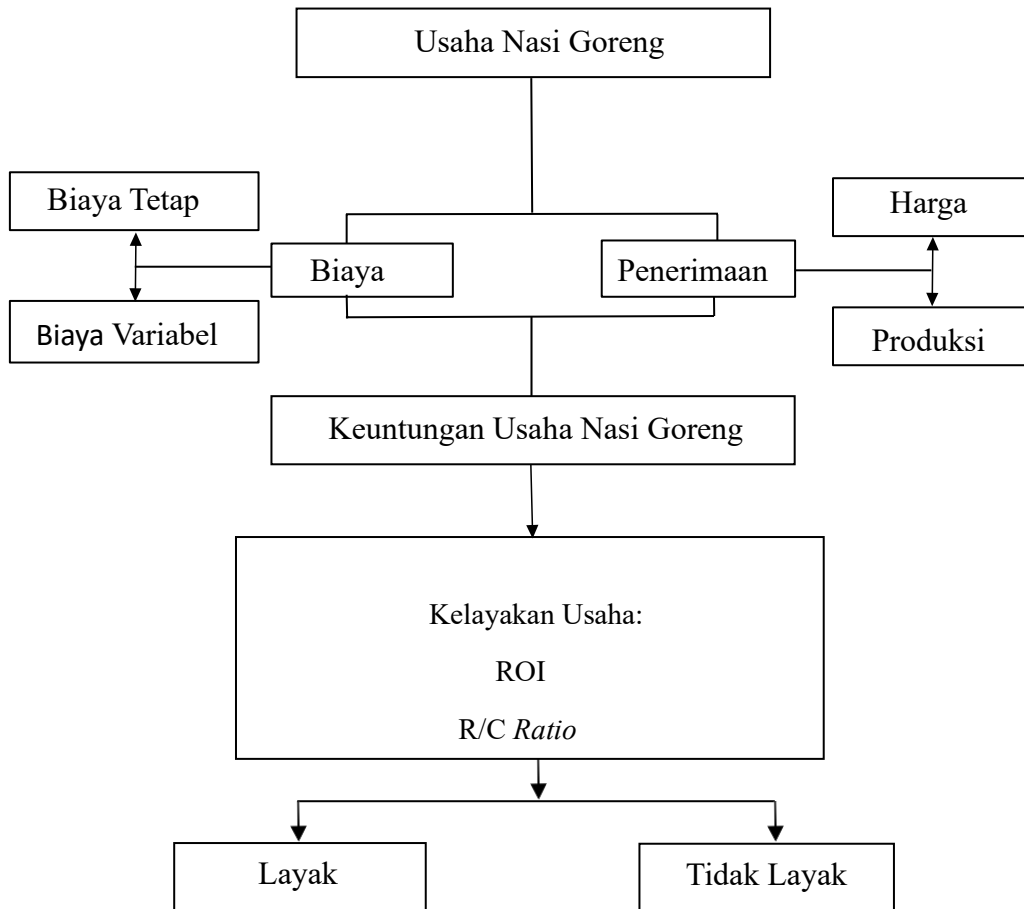 Usaha Nasi Goreng
Biaya Tetap
Harga
Biaya
Penerimaan
Biaya Variabel
Produksi
Keuntungan Usaha Nasi Goreng
Kelayakan Usaha:
ROI
R/C Ratio
Layak
Tidak Layak